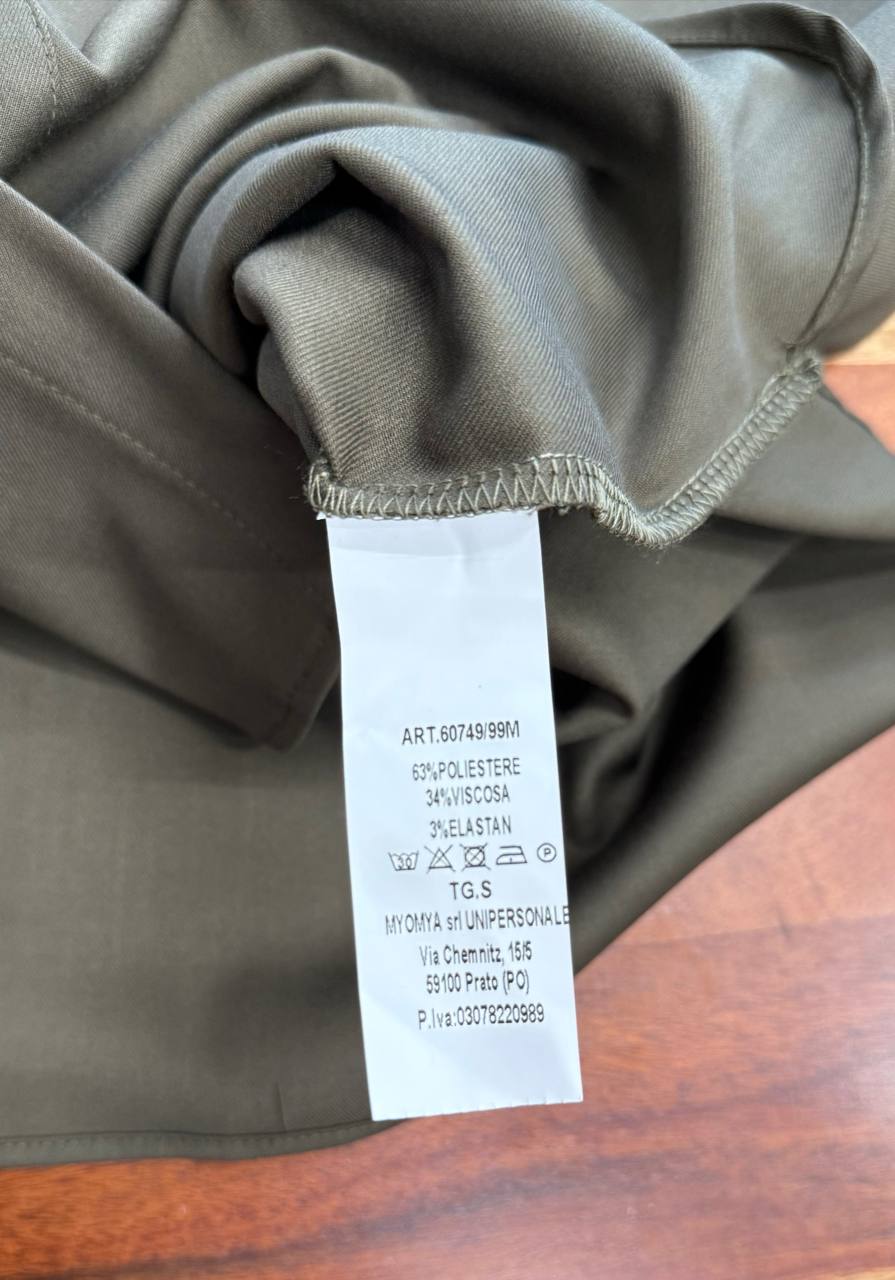 ART.60749/99M
63%POLIESTERE
34%VISCOSA
3%ELASTAN
30 P
TG.S
MYOMYA srl UNIPERSONALE
Via Chemnitz, 15/5
59100 Prato (PO)
P.Iva:03078220989